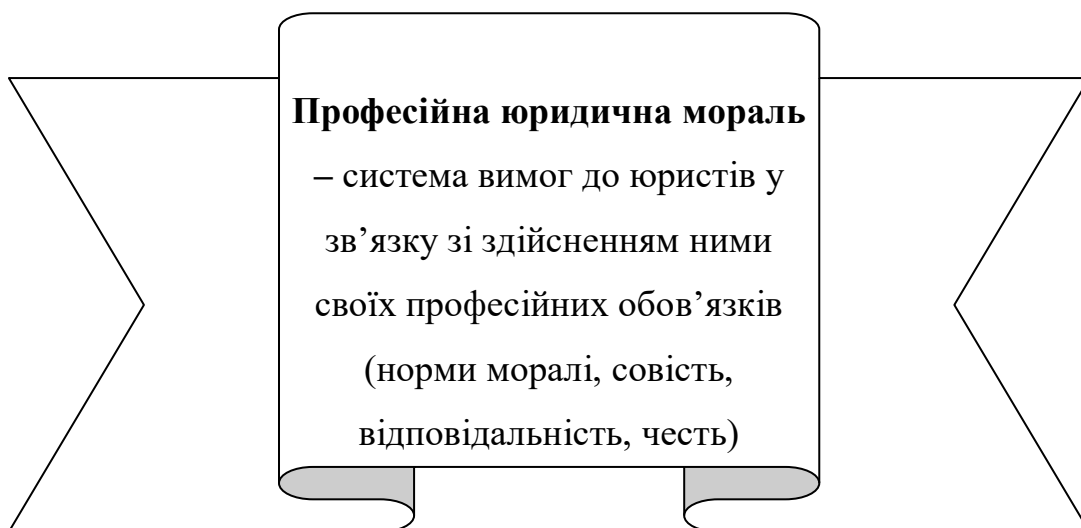 Професійна юридична мораль
– система вимог до юристів у
зв’язку зі здійсненням ними
своїх професійних обов’язків
(норми моралі, совість,
відповідальність, честь)